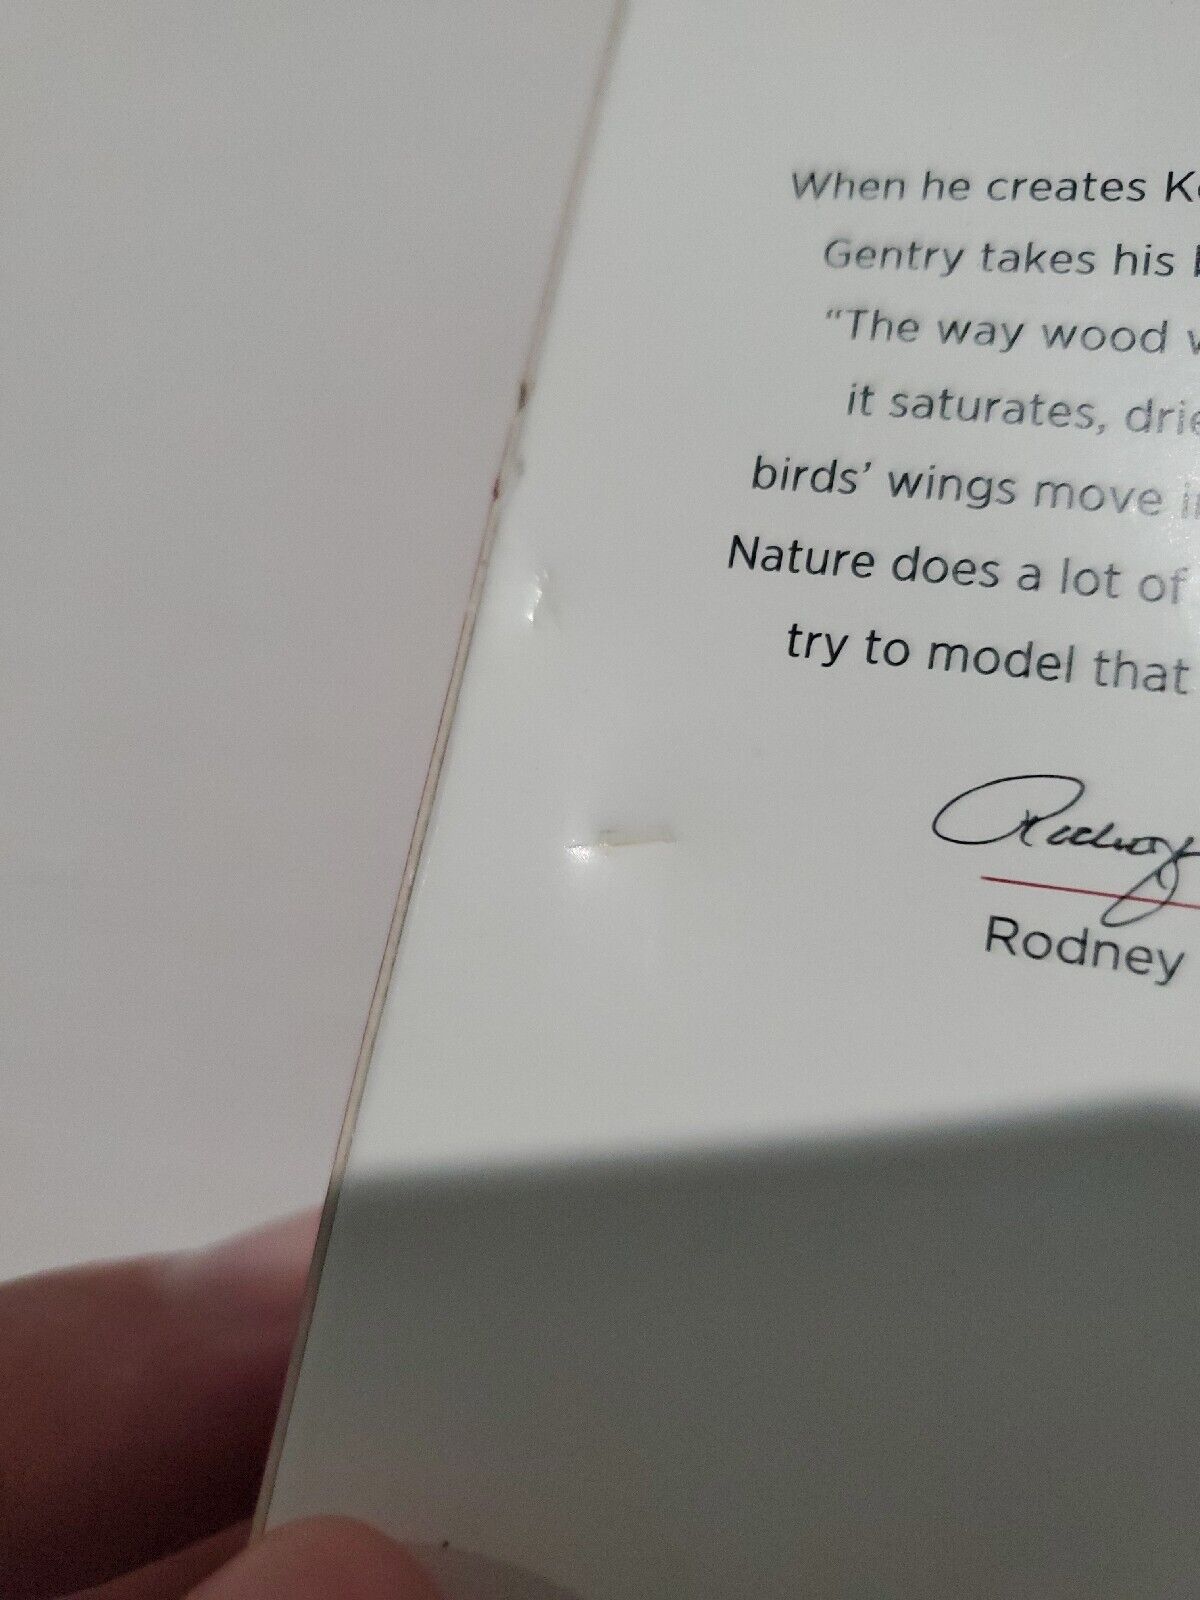 When he creates
Gentry takes his
“The way wood
it saturates,
birds’ wings move
Nature does a lot of
try to model that
Rodney
Rodney